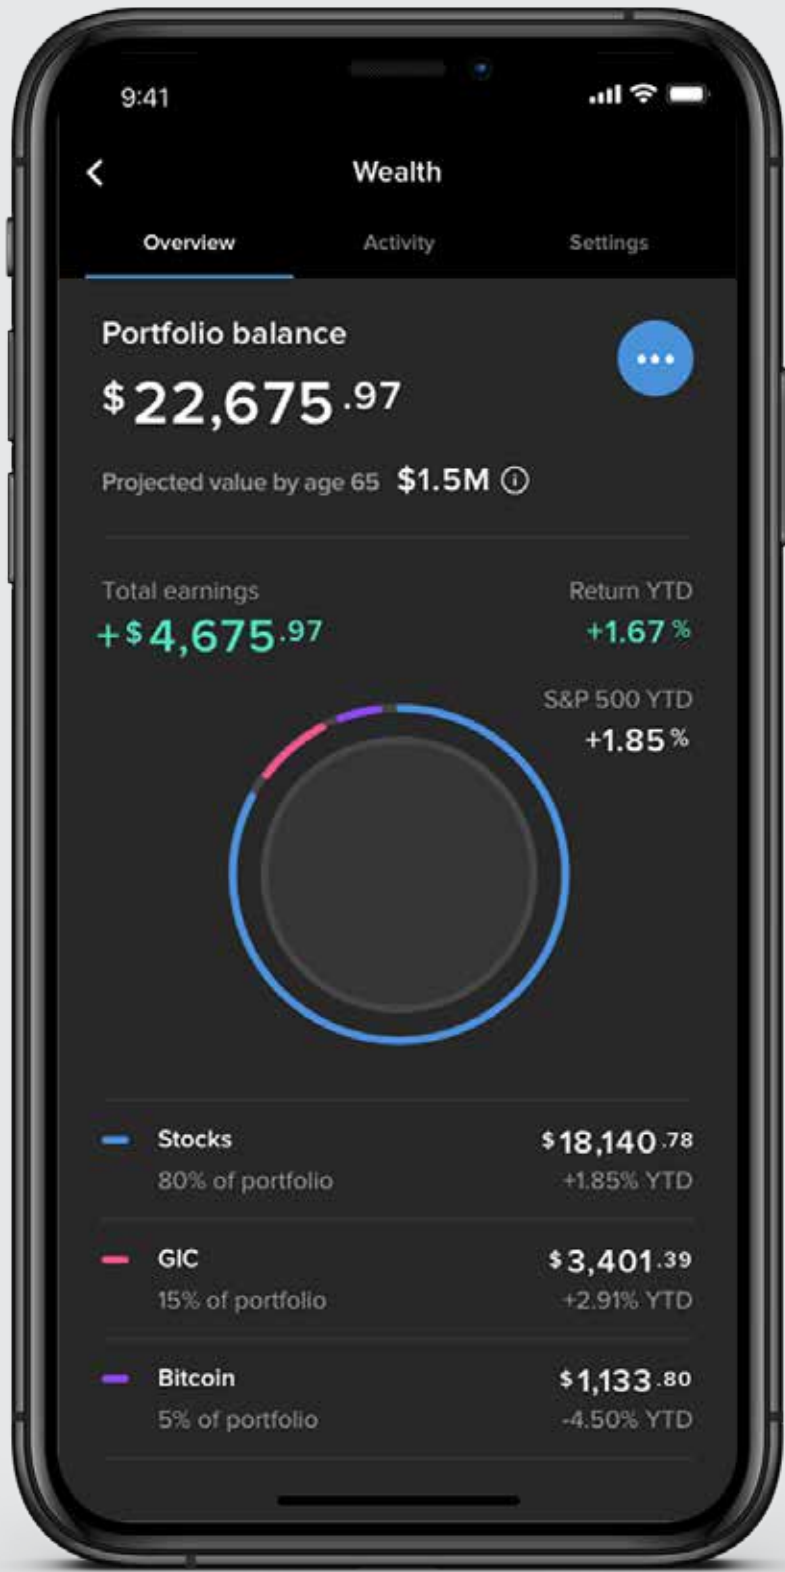 9:41
Wealth
Overview Activity Settings
Portfolio balance
$22,675.97
Projected value by age 65 $1.5M
Total earnings Return YTD
+$4,675.97 +1.67%
S&P 500 YTD
+1.85%
Stocks $18,140.78
80% of portfolio +1.85% YTD
GIC $3,401.39
15% of portfolio +2.91% YTD
Bitcoin $1,133.80
5% of portfolio -4.50% YTD